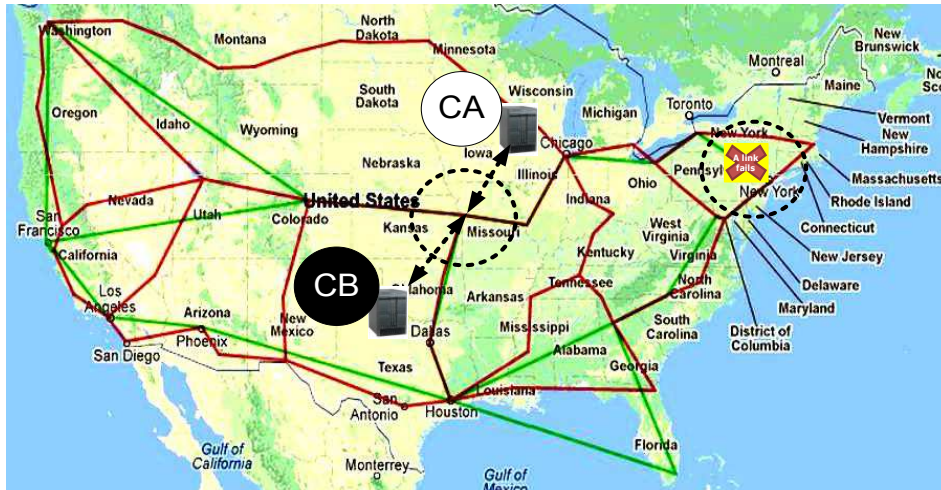 Washington
Montana
North
Dakota
Minnesota
Montreal
New
Brunswick
Maine
Oregon
Idaho
South
Dakota
CA
Wisconsin
Michigan
Toronto
New York
Vermont
New
Hampshire
Wyoming
Iowa
Chicago
A link
fails
Nebraska
Illinois
Ohio
Pennsyl
New York
Massachusetts
Rhode Island
Nevada
Utah
United States
Colorado
Indiana
San
Francisco
Kansas
Missouri
West
Virginia
Virginia
Connecticut
New Jersey
California
CB
Kentucky
Delaware
Maryland
Los
Angeles
Arizona
New
Mexico
Oklahoma
Arkansas
Tennessee
North
Carolina
District of
Columbia
San Diego
Phoenix
Dallas
Mississippi
South
Carolina
Alabama
Georgia
Texas
Louisiana
San
Antonio
Houston
Florida
Gulf of
California
Monterrey
Gulf of
Mexico